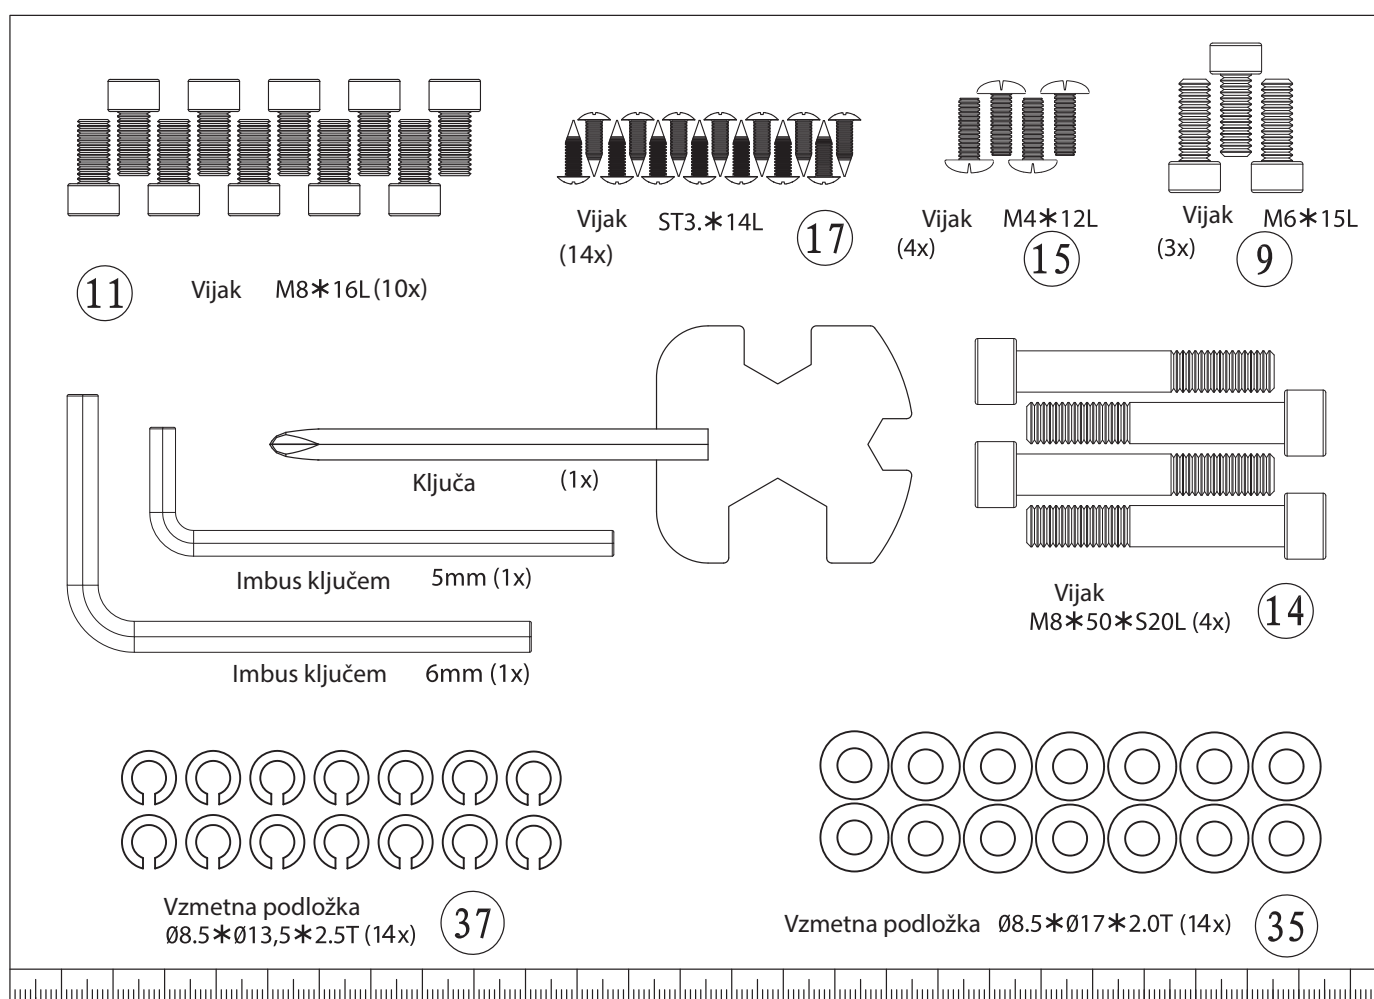 Vijak ST3.*14L 17
(14x)
Vijak M4*12L
(4x) 15
Vijak M6*15L
(3x) 9
11 Vijak M8*16L (10x)
Ključa (1x)
Imbus ključem 5mm (1x)
Imbus ključem 6mm (1x)
Vijak
M8*50*S20L (4x) 14
Vzmetna podložka
Ø8.5*Ø13,5*2.5T (14x) 37
Vzmetna podložka Ø8.5*Ø17*2.0T (14x) 35